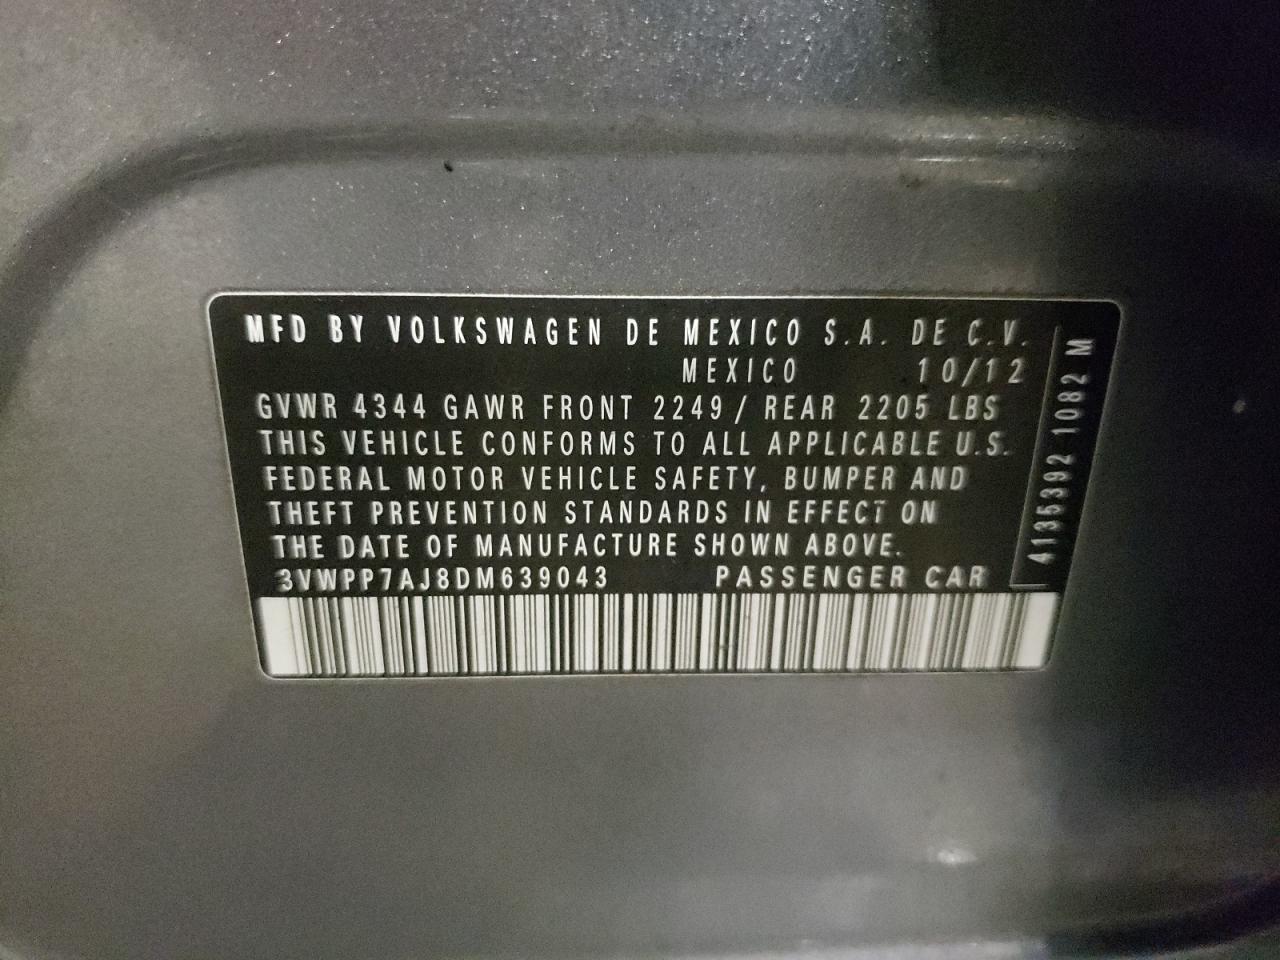 MFD BY VOLKSWAGEN DE MEXICO S.A. DE C.V.
MEXICO 10/12
GVWR 4344 GAWR FRONT 2249 / REAR 2205 LBS
THIS VEHICLE CONFORMS TO ALL APPLICABLE U.S.
FEDERAL MOTOR VEHICLE SAFETY, BUMPER AND
THEFT PREVENTION STANDARDS IN EFFECT ON
THE DATE OF MANUFACTURE SHOWN ABOVE.
3VWPP7AJ8DM639043 PASSENGER CAR
4135392 1082 M